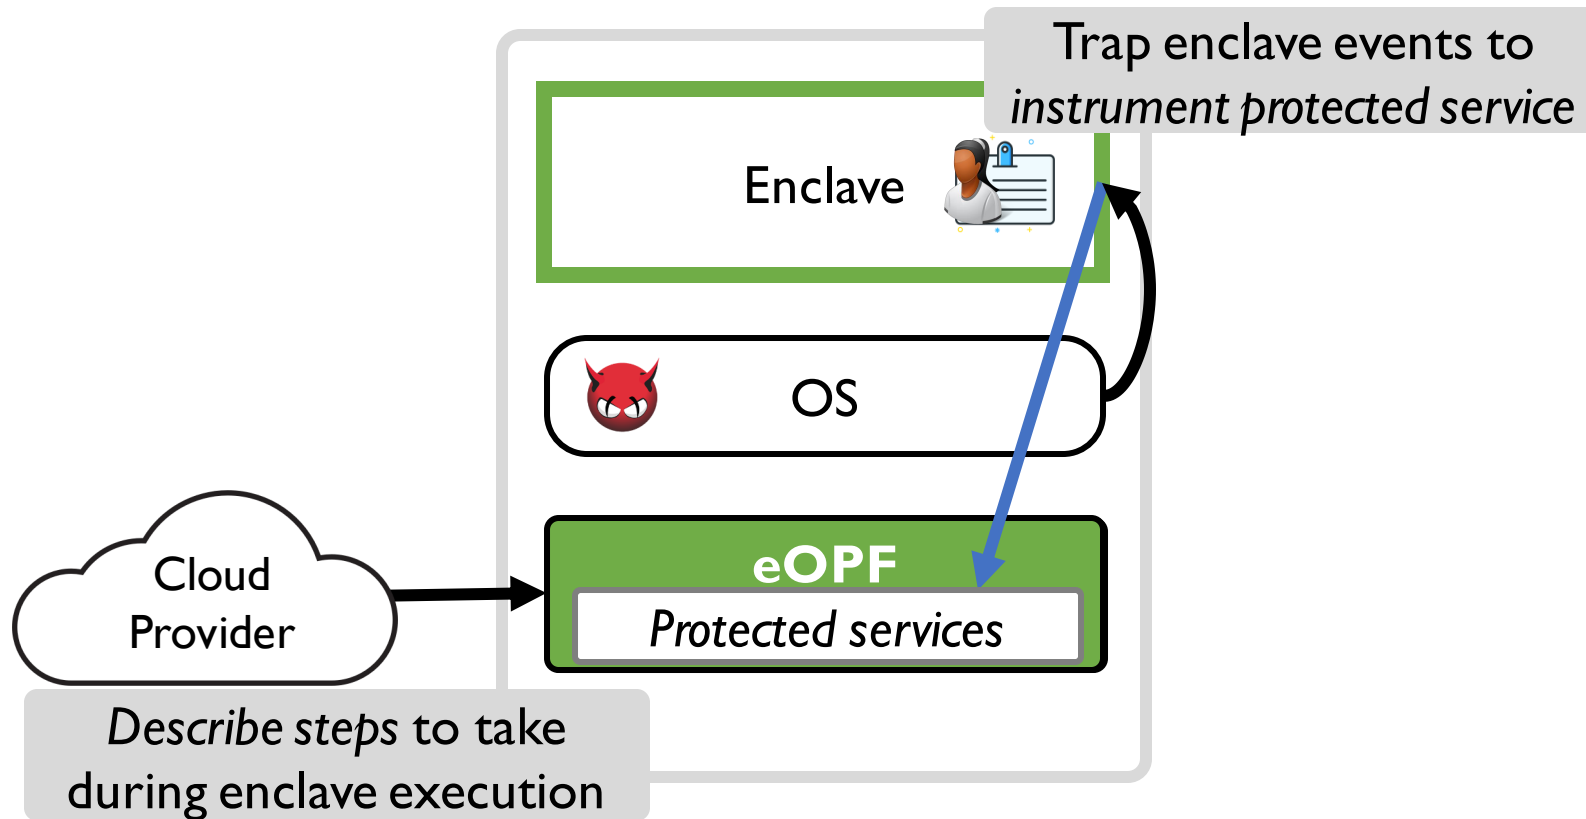 Trap enclave events to
instrument protected service
Enclave
OS
Cloud
Provider
eOPF
Protected services
Describe steps to take
during enclave execution